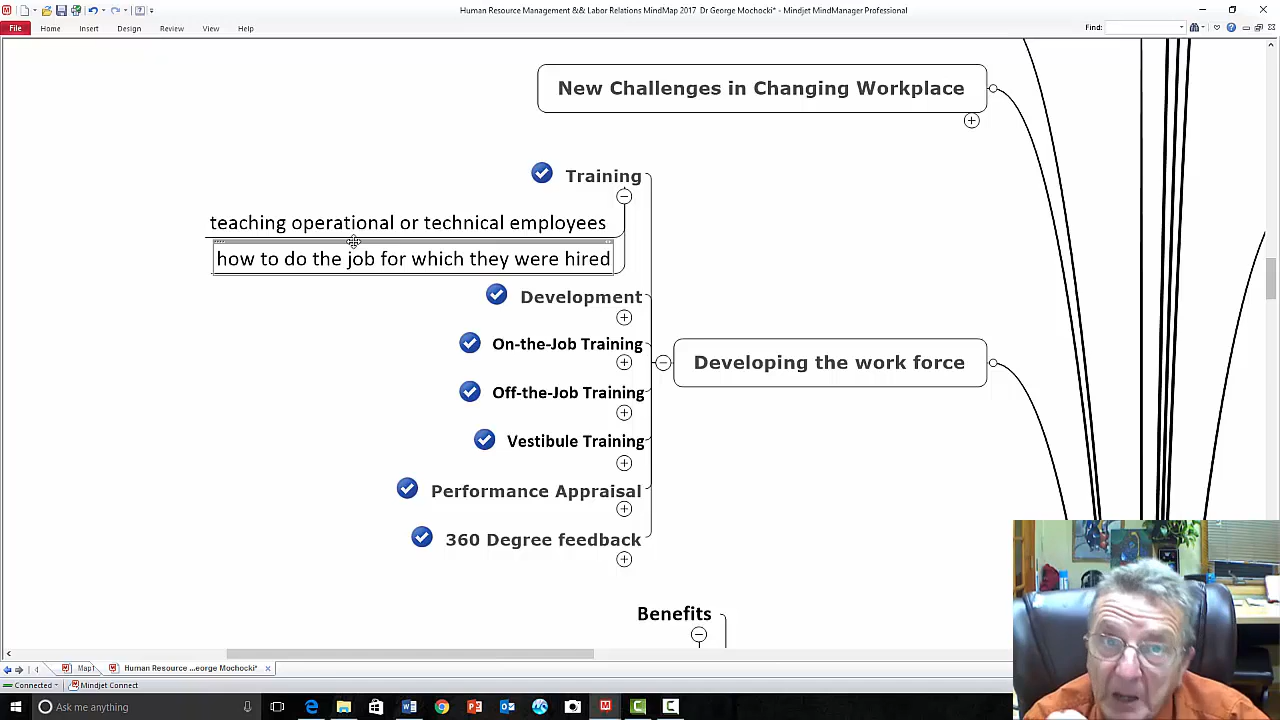 Human Resource Management && Labor Relations MindMap 2017 Dr George Mochocki* - Mindjet MindManager Professional
File Home Insert Design Review View Help
Find:
New Challenges in Changing Workplace
Training
teaching operational or technical employees
how to do the job for which they were hired
Development
On-the-Job Training
Off-the-Job Training
Vestibule Training
Performance Appraisal
360 Degree feedback
Developing the work force
Benefits
Map1 Human Resource ...eorge Mochocki*
Connected Mindjet Connect
Ask me anything